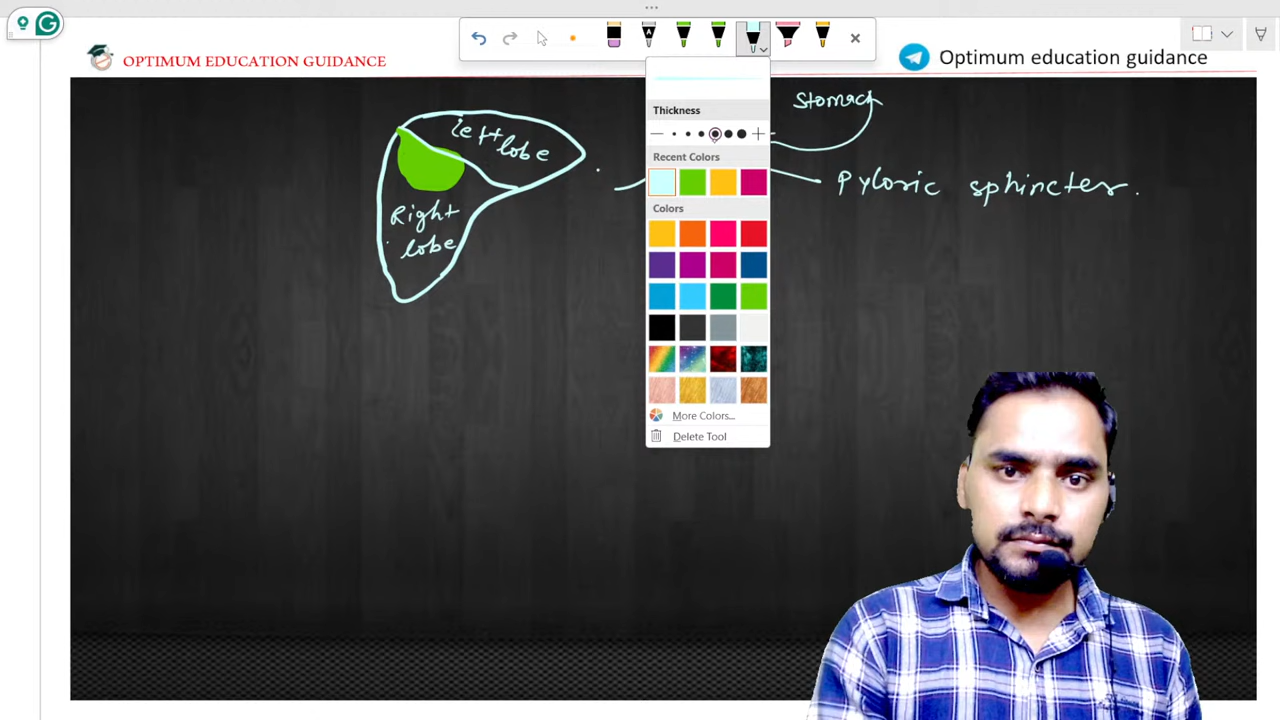 OPTIMUM EDUCATION GUIDANCE
Optimum education guidance
A
Thickness
Recent Colors
Colors
More Colors...
Delete Tool
Stomach
Pyloric sphincter.
left
lobe
Right
lobe